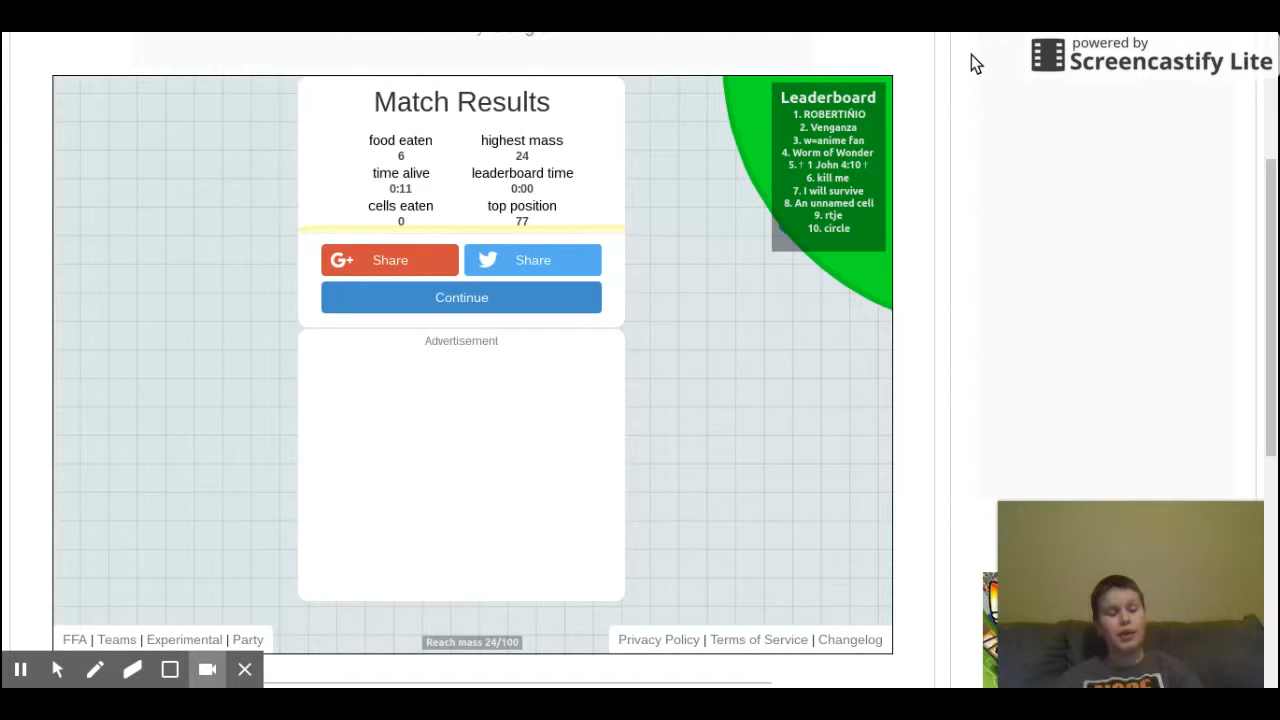 powered by
Screencastify Lite
Match Results
food eaten
6
highest mass
24
time alive
0:11
leaderboard time
0:00
cells eaten
0
top position
77
G+ Share
Share
Continue
Advertisement
Leaderboard
1. ROBERTIÑIO
2. Venganza
3. w=anime fan
4. Worm of Wonder
5. † 1 John 4:10 †
6. kill me
7. I will survive
8. An unnamed cell
9. rtje
10. circle
FFA | Teams | Experimental | Party
Reach mass 24/100
Privacy Policy | Terms of Service | Changelog